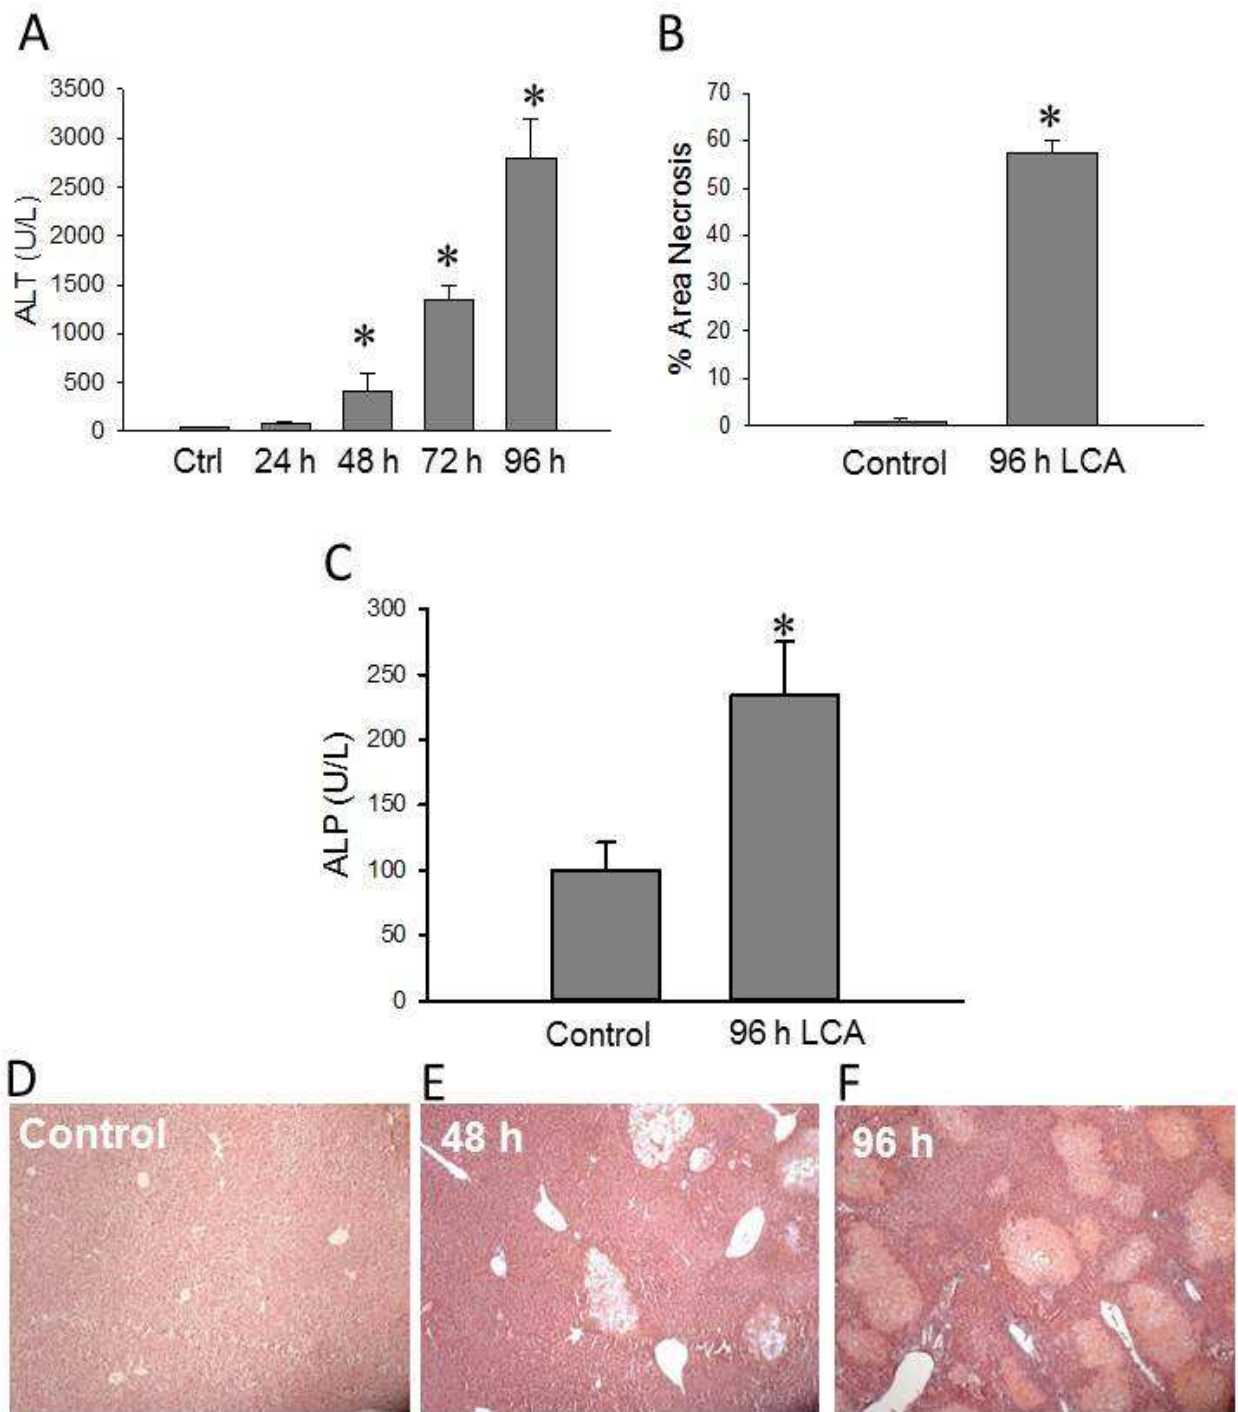 A
3500
3000
2500
2000
1500
1000
500
0
ALT (U/L)
*
*
*
Ctrl 24 h 48 h 72 h 96 h
B
70
60
50
40
30
20
10
0
% Area Necrosis
*
Control 96 h LCA
C
300
250
200
150
100
50
0
ALP (U/L)
*
Control 96 h LCA
D
Control
E
48 h
F
96 h